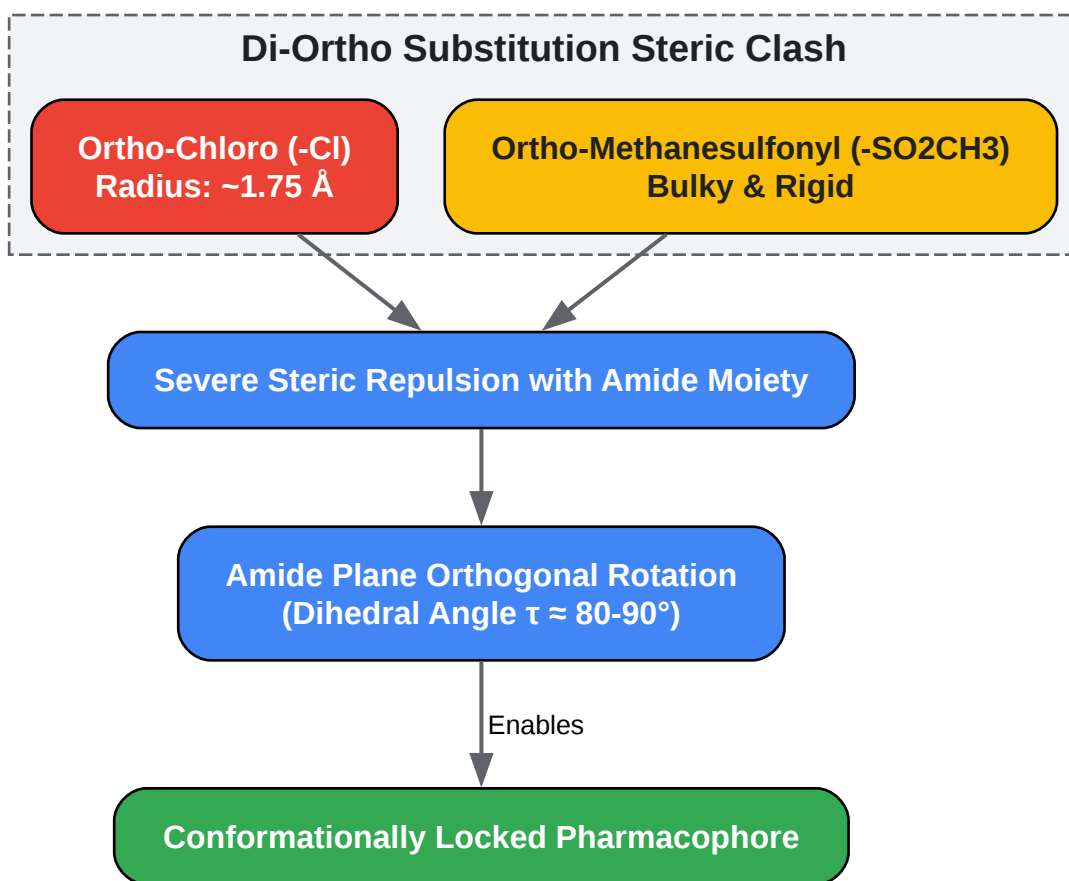 Di-Ortho Substitution Steric Clash
Ortho-Chloro (-Cl)
Radius: ~1.75 Å
Ortho-Methanesulfonyl (-SO2CH3)
Bulky & Rigid
Severe Steric Repulsion with Amide Moiety
Amide Plane Orthogonal Rotation
(Dihedral Angle τ ≈ 80-90°)
Enables
Conformationally Locked Pharmacophore